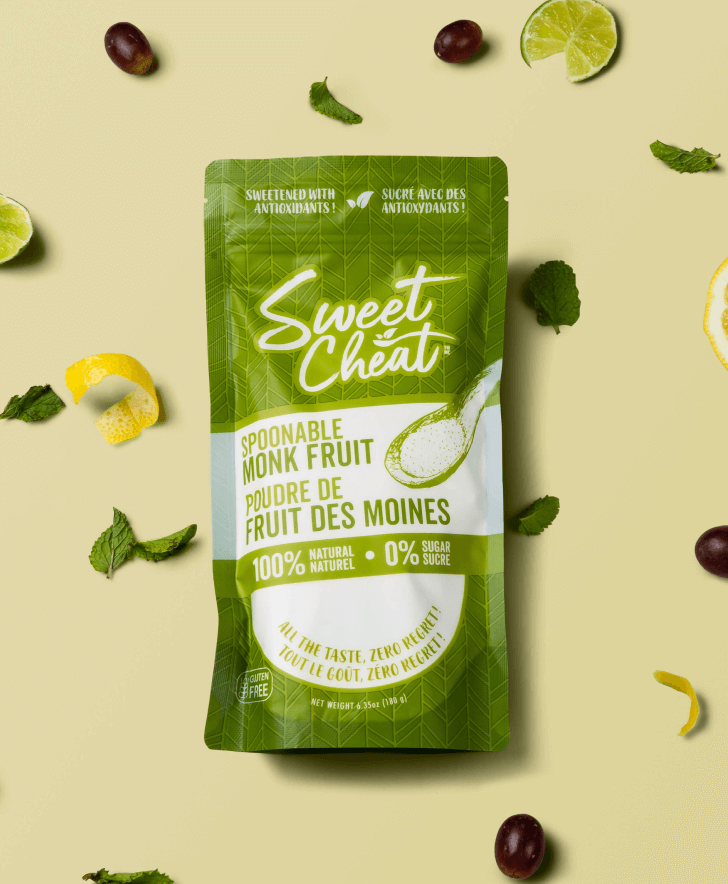 SWEETENED WITH
ANTIOXIDANTS!
SUCRÉ AVEC DES
ANTIOXYDANTS!
Sweet
Cheat
SPOONABLE
MONK FRUIT
POUDRE DE
FRUIT DES MOINES
100% NATURAL NATUREL • 0% SUGAR SUCRE
ALL THE TASTE, ZERO REGRET!
TOUT LE GOÛT, ZÉRO REGRET!
GLUTEN
FREE
NET WEIGHT 6.35oz (180 g)